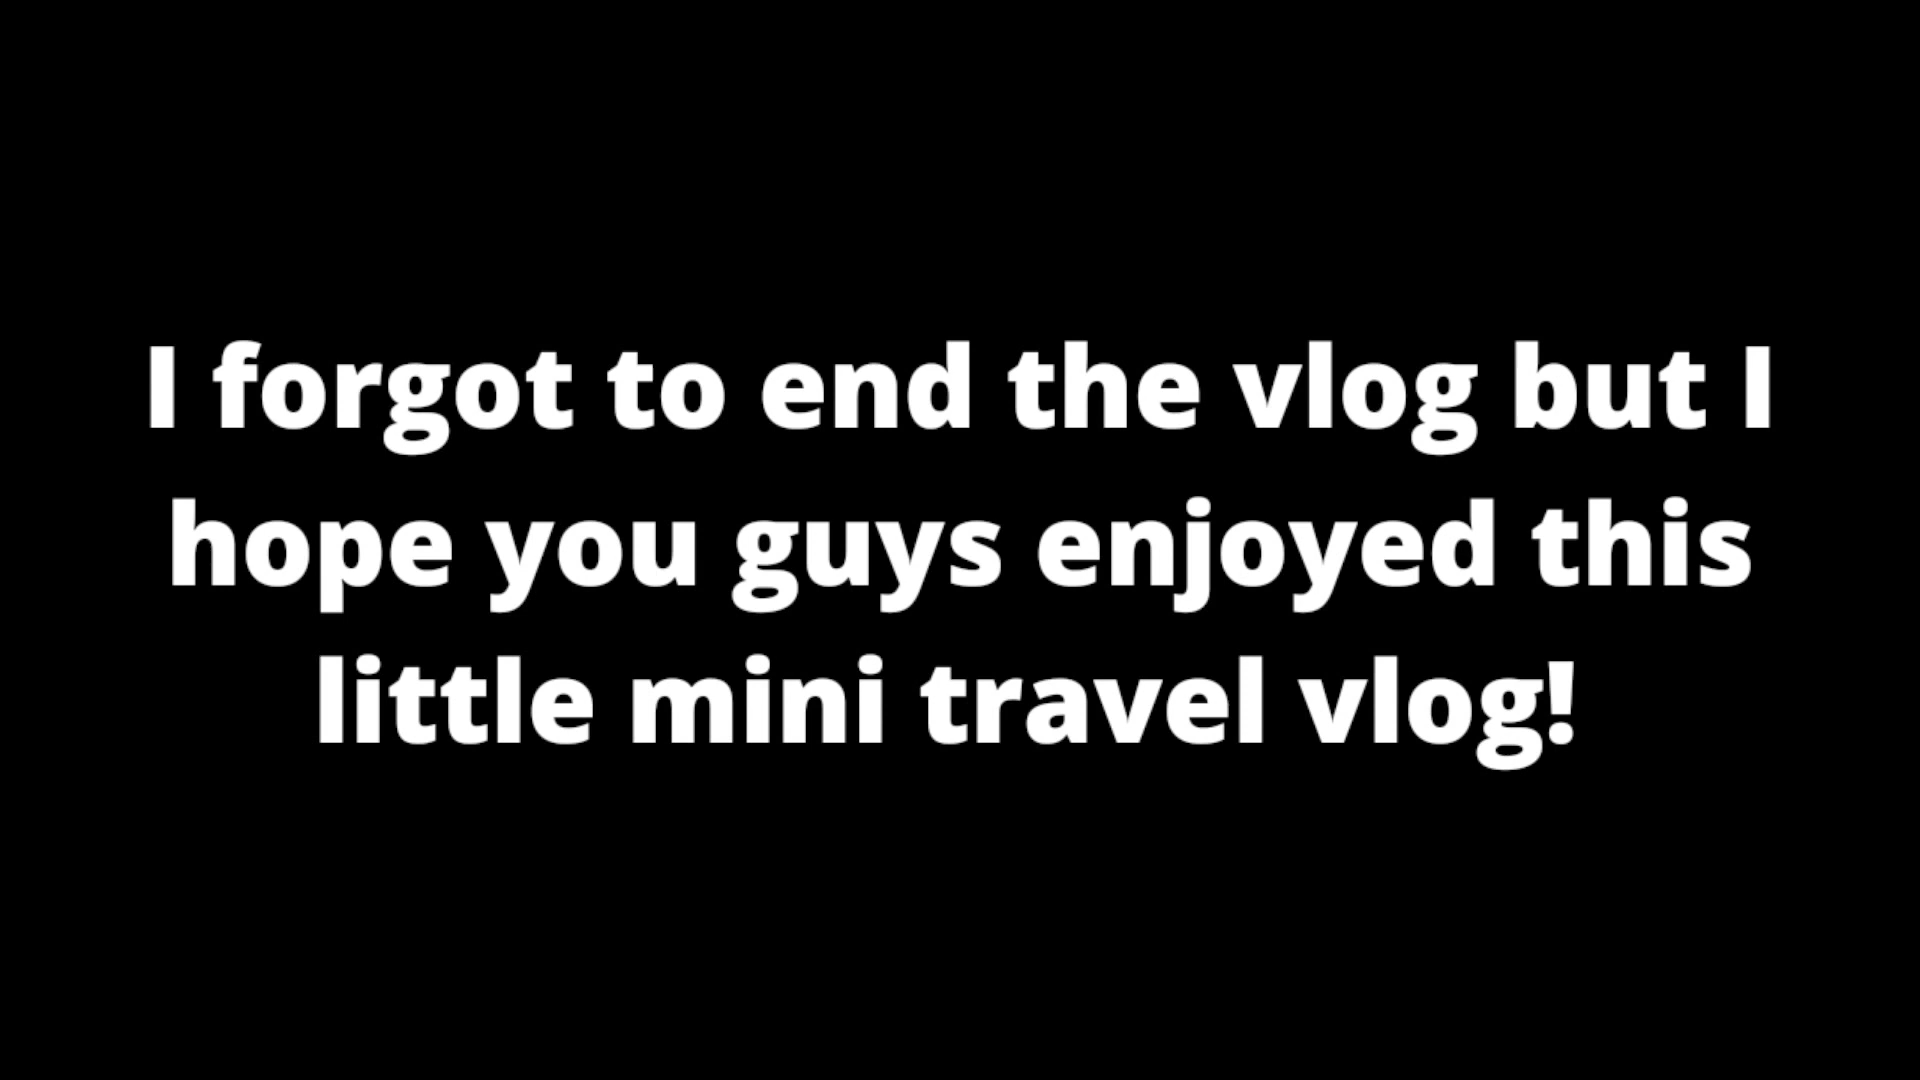 I forgot to end the vlog but I
hope you guys enjoyed this
little mini travel vlog!